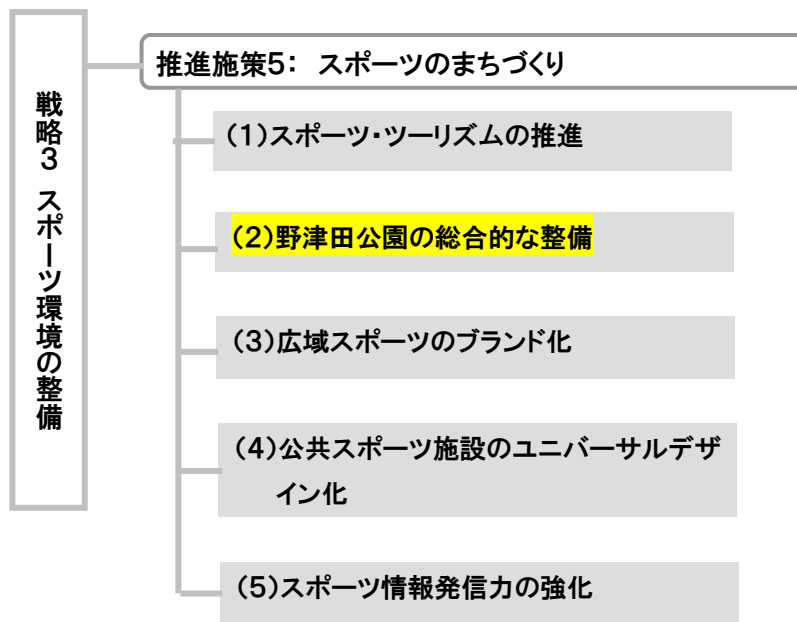 戦略3 スポーツ環境の整備
推進施策5: スポーツのまちづくり
(1)スポーツ・ツーリズムの推進
(2)野津田公園の総合的な整備
(3)広域スポーツのブランド化
(4)公共スポーツ施設のユニバーサルデザ
イン化
(5)スポーツ情報発信力の強化